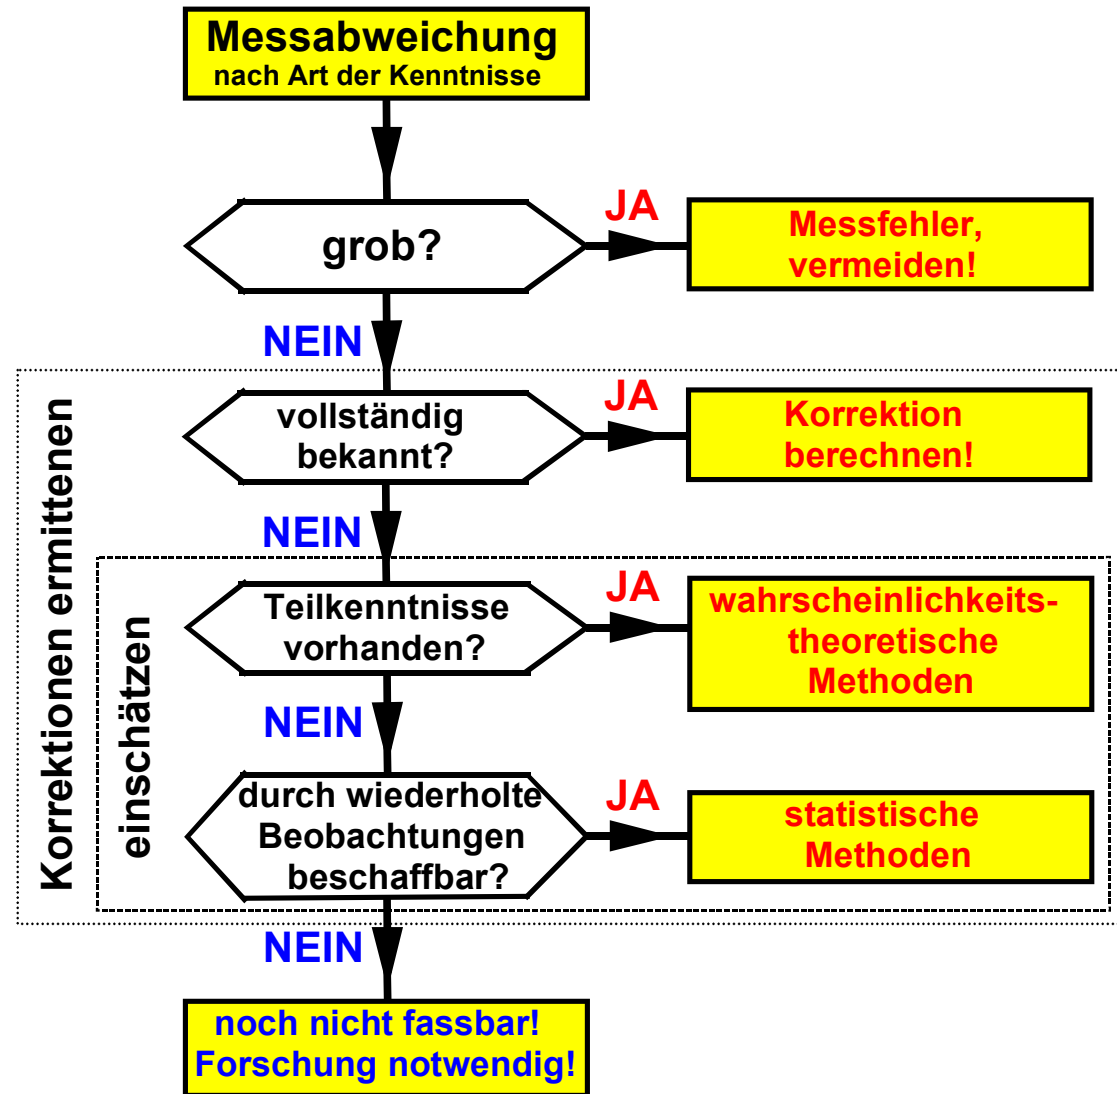 Messabweichung
nach Art der Kenntnisse
grob?
JA
Messfehler,
vermeiden!
NEIN
Korrektionen ermittenen
vollständig
bekannt?
JA
Korrektion
berechnen!
NEIN
einschätzen
Teilkenntnisse
vorhanden?
JA
wahrscheinlichkeits-
theoretische
Methoden
NEIN
durch wiederholte
Beobachtungen
beschaffbar?
JA
statistische
Methoden
NEIN
noch nicht fassbar!
Forschung notwendig!